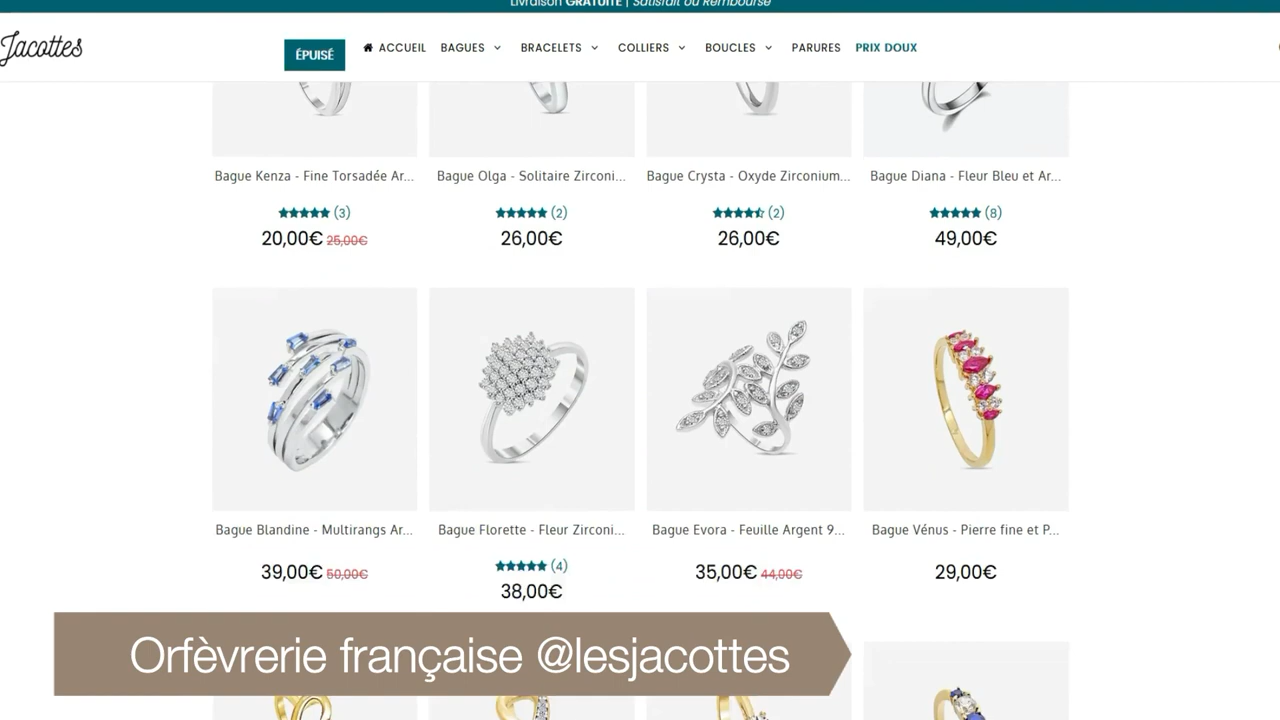 Livraison GRATUITE | Satisfait ou Remboursé
Jacottes
ÉPUISÉ
ACCUEIL BAGUES BRACELETS COLLIERS BOUCLES PARURES PRIX DOUX
Bague Kenza - Fine Torsadée Ar... Bague Olga - Solitaire Zirconi... Bague Crysta - Oxyde Zirconium... Bague Diana - Fleur Bleu et Ar...
(3) (2) (2) (8)
20,00€ 25,00€ 26,00€ 26,00€ 49,00€
Bague Blandine - Multirangs Ar... Bague Florette - Fleur Zirconi... Bague Evora - Feuille Argent 9... Bague Vénus - Pierre fine et P...
(4)
39,00€ 50,00€ 38,00€ 35,00€ 44,00€ 29,00€
Orfèvrerie française @lesjacottes